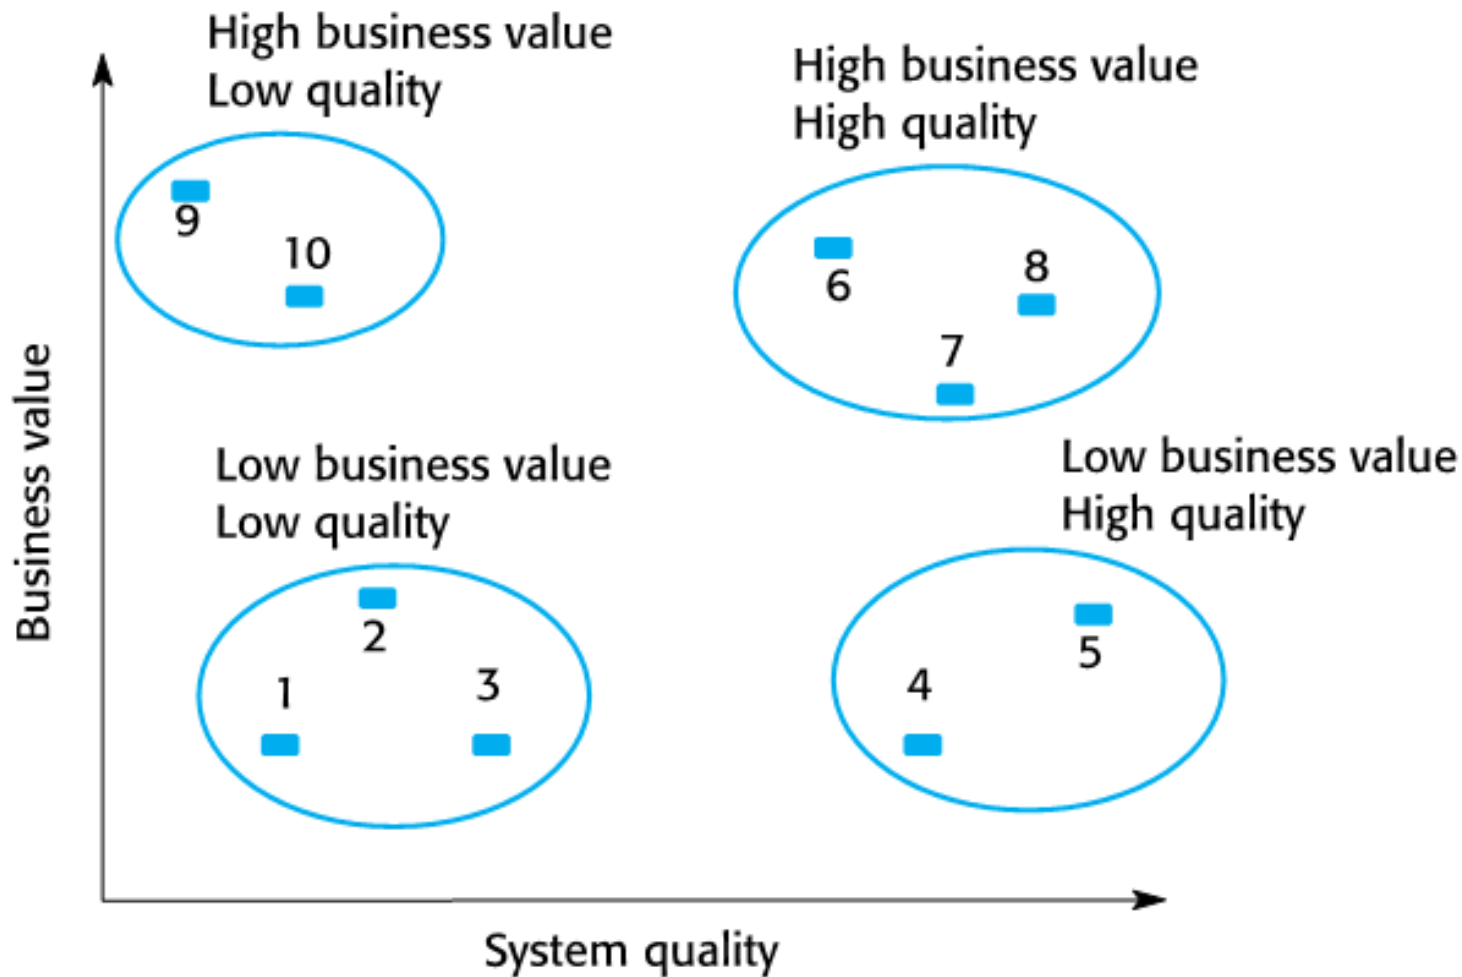 High business value
Low quality
High business value
High quality
9
10
6
8
7
Business value
Low business value
Low quality
Low business value
High quality
2
1
3
5
4
System quality